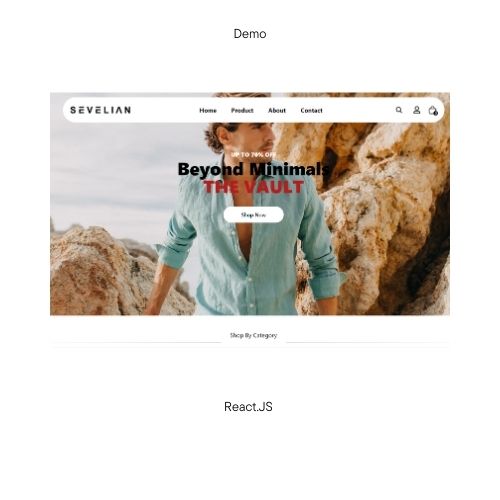 Demo
SEVELIAN
Home Product About Contact
UP TO 70% OFF
Beyond Minimals
THE VAULT
Shop Now
Shop By Category
React.JS